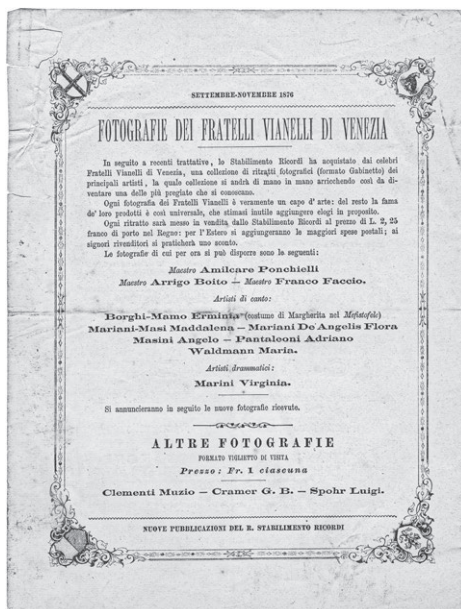 SETTEMBRE-NOVEMBRE 1876
FOTOGRAFIE DEI FRATELLI VIANELLI DI VENEZIA
In seguito a recenti trattative, lo Stabilimento Ricordi ha acquistato dai celebri
Fratelli Vianelli di Venezia, una collezione di ritratti fotografici (formato Gabinetto) dei
principali artisti, la quale collezione si andrà di mano in mano arricchendo così da di-
ventare una delle più pregiate che si conoscano.
Ogni fotografia dei Fratelli Vianelli è veramente un capo d'arte: del resto la fama
de' loro prodotti è così universale, che stimasi inutile aggiungere elogi in proposito.
Ogni ritratto sarà messo in vendita dallo Stabilimento Ricordi al prezzo di L. 2, 25
franco di porto nel Regno: per l'Estero si aggiungeranno le maggiori spese postali; ai
signori rivenditori si praticherà uno sconto.
Le fotografie di cui per ora si può disporre sono le seguenti:
Maestro Amilcare Ponchielli
Maestro Arrigo Boito — Maestro Franco Faccio.
Artisti di canto:
Borghi-Mamo Erminia (costume di Margherita nel Mefistofele)
Mariani-Masi Maddalena — Mariani De Angelis Flora
Masini Angelo — Pantaleoni Adriano
Waldmann Maria.
Artisti drammatici:
Marini Virginia.
Si annuncieranno in seguito le nuove fotografie ricevute.
ALTRE FOTOGRAFIE
FORMATO VIGLIETTO DI VISITA
Prezzo: Fr. 1 ciascuna
Clementi Muzio — Cramer G. B. — Spohr Luigi.
NUOVE PUBBLICAZIONI DEL R. STABILIMENTO RICORDI